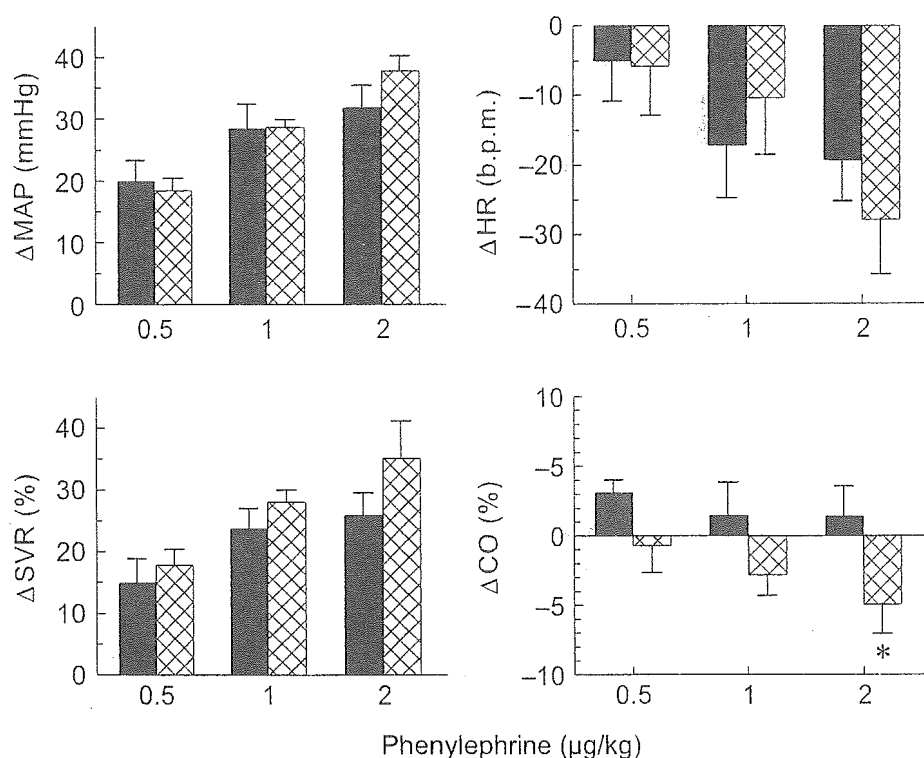 ΔMAP (mmHg)
40
30
20
10
0
0.5 1 2
ΔHR (b.p.m.)
0
–10
–20
–30
–40
0.5 1 2
ΔSVR (%)
40
30
20
10
0
0.5 1 2
ΔCO (%)
10
–5
0
–5
–10
*
0.5 1 2
Phenylephrine (µg/kg)